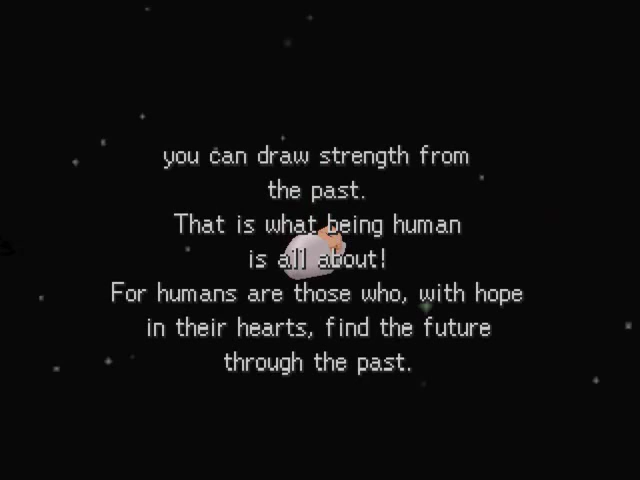 you can draw strength from
the past.
That is what being human
is all about!
For humans are those who, with hope
in their hearts, find the future
through the past.